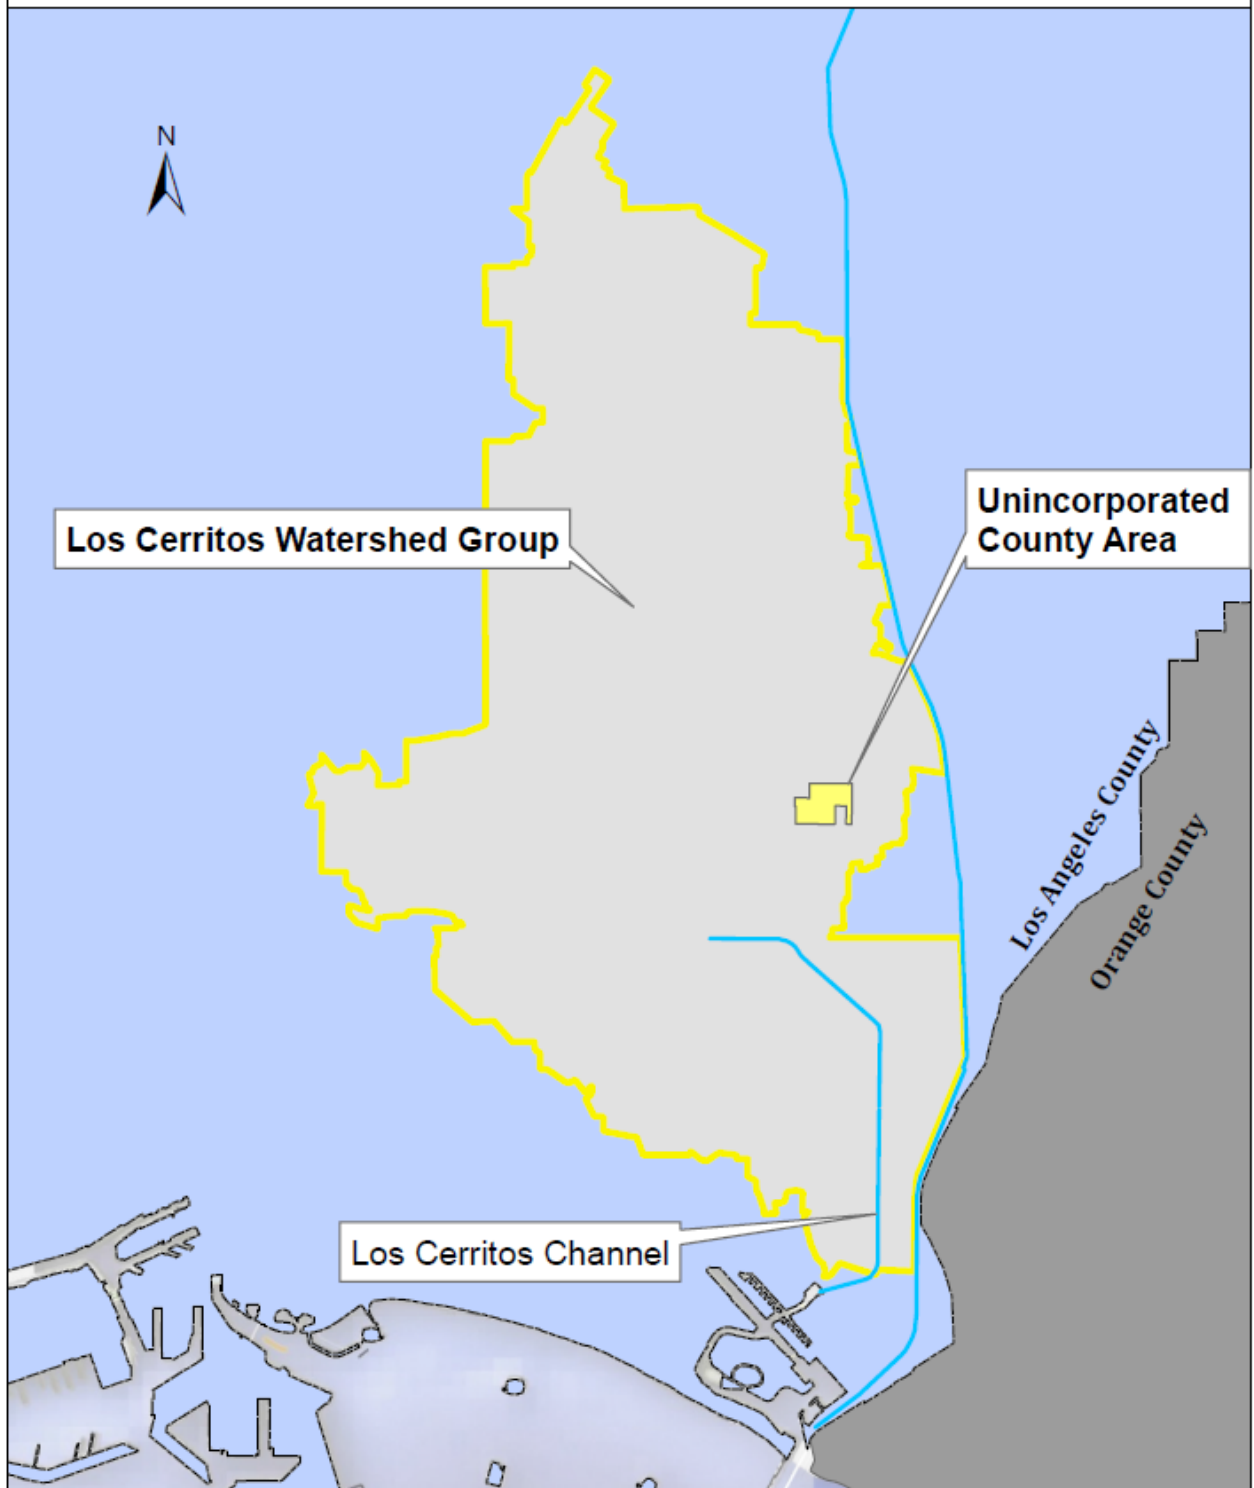 N
Unincorporated
County Area
Los Cerritos Watershed Group
Los Angeles County
Orange County
Los Cerritos Channel